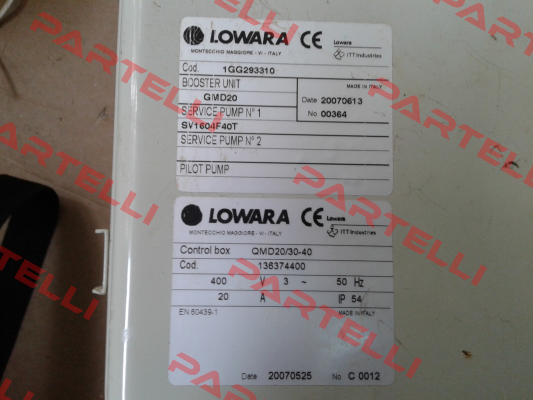 LOWARA CE Lowara
MONTECCHIO MAGGIORE - VI - ITALY ITT Industries
Cod. 1GG293310
BOOSTER UNIT MADE IN ITALY
GMD20 Date 20070613
SERVICE PUMP N° 1 No 00364
SV1604F40T
SERVICE PUMP N° 2
PILOT PUMP
LOWARA CE Lowara
MONTECCHIO MAGGIORE - VI - ITALY ITT Industries
Control box QMD20/30-40
Cod. 136374400
400 V 3 ~ 50 Hz
20 A IP 54
EN 60439-1 MADE IN ITALY
Date 20070525 No C 0012
PARTELLI
PARTELLI
PARTELLI
PARTELLI
PARTELLI